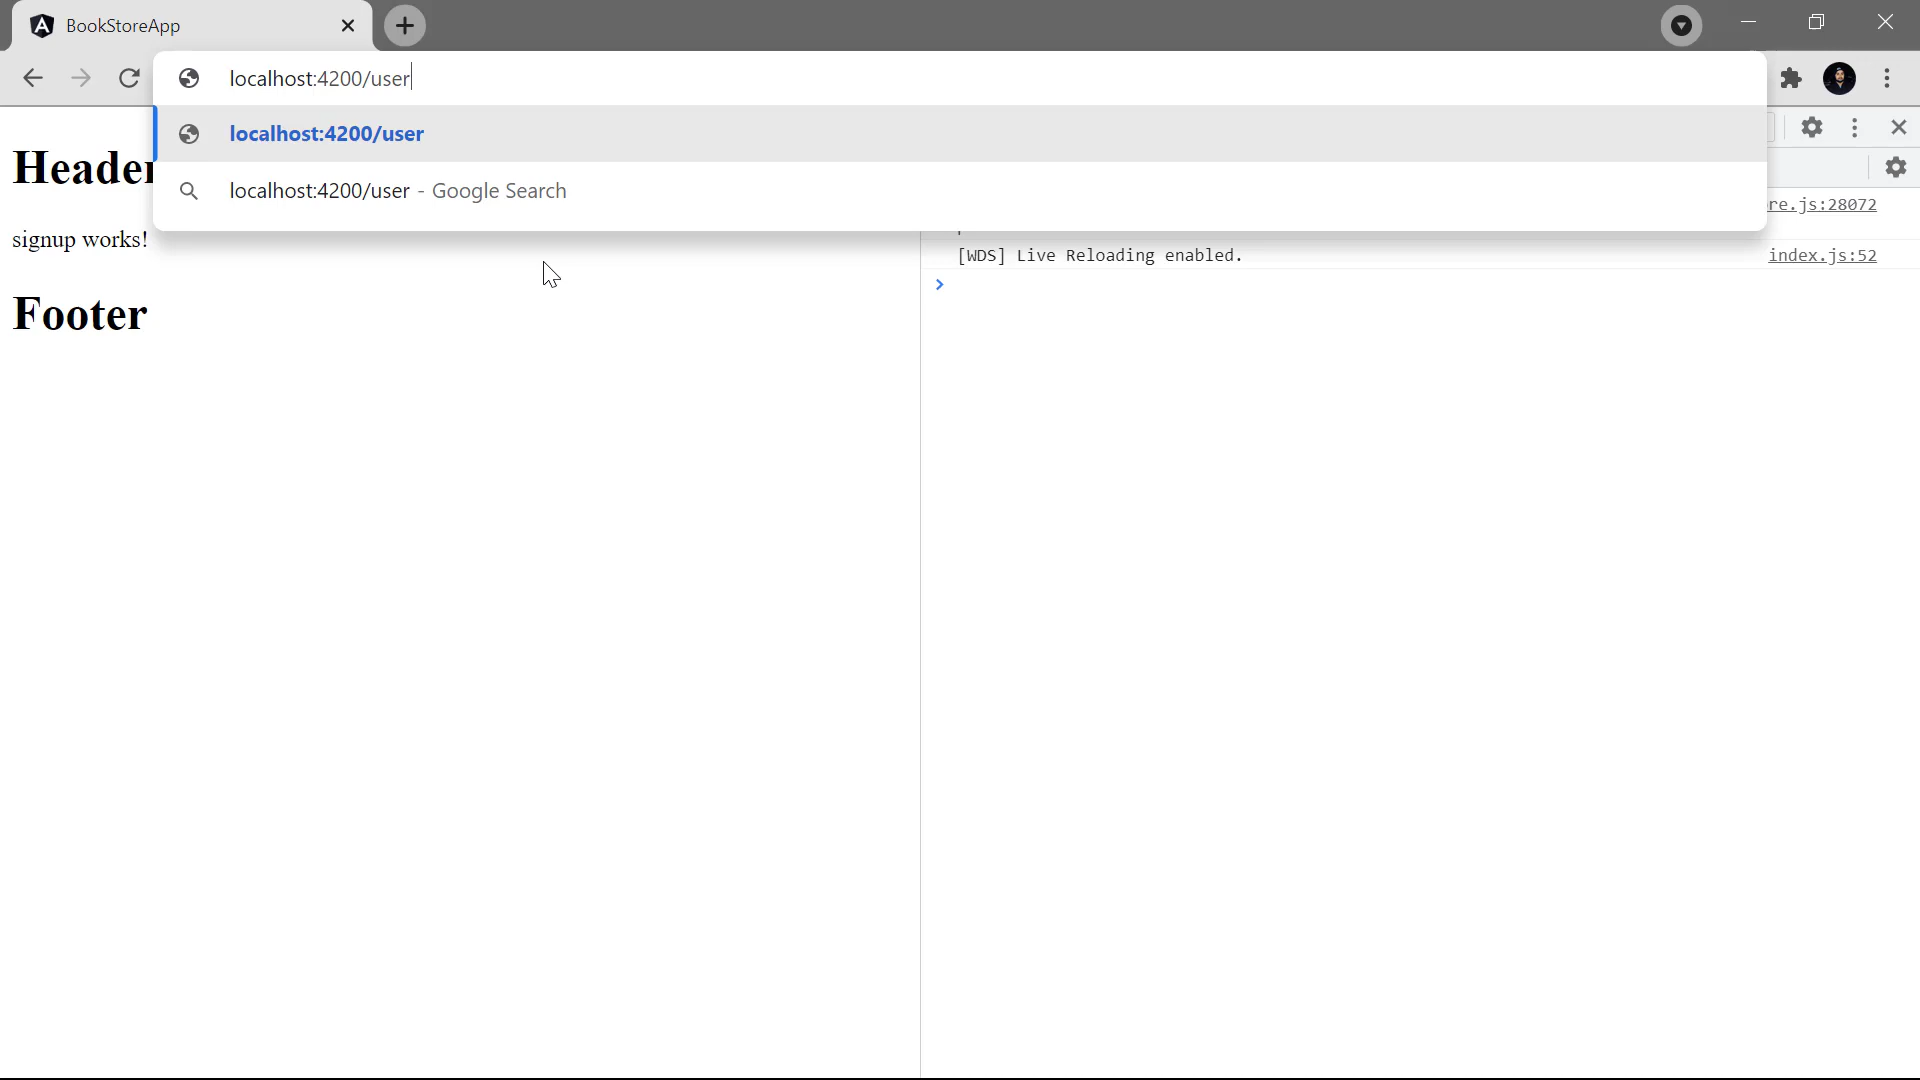 BookStoreApp
localhost:4200/user
localhost:4200/user
localhost:4200/user - Google Search
Header
re.js:28072
signup works!
[WDS] Live Reloading enabled.
index.js:52
Footer